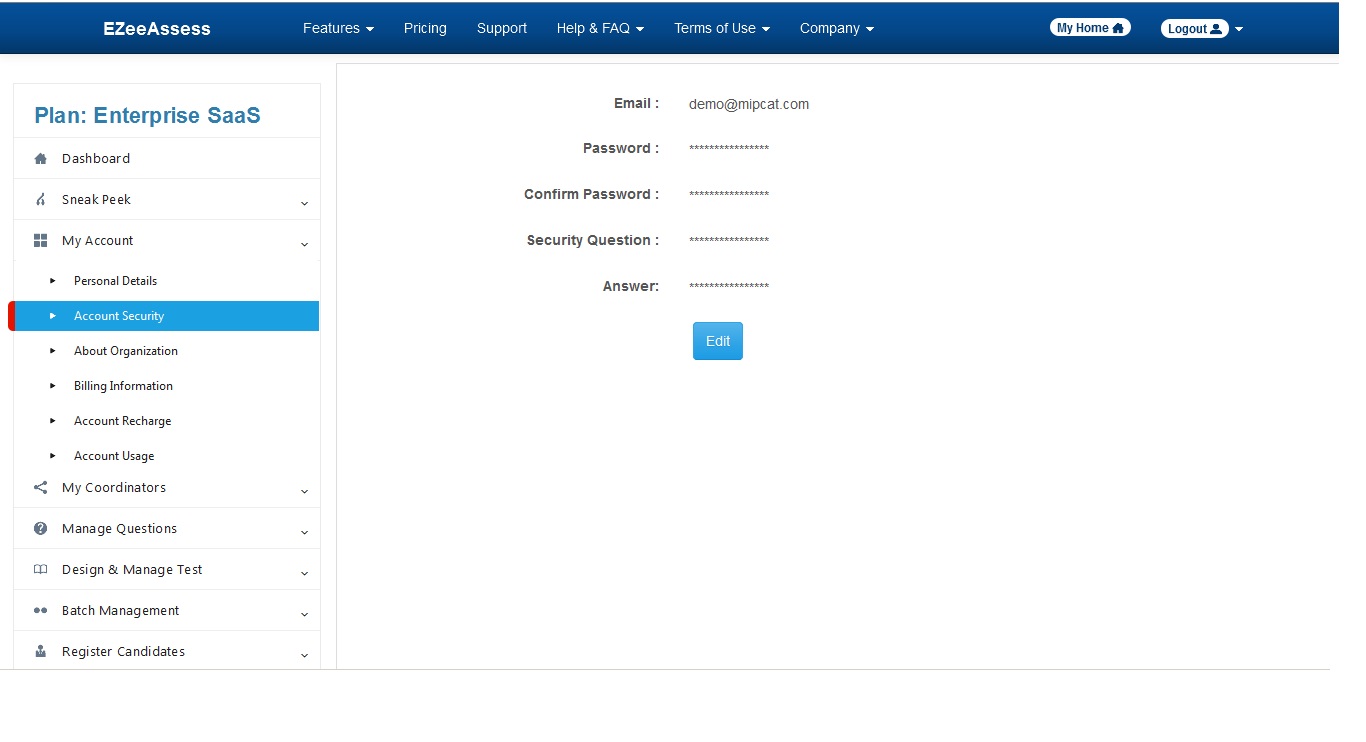 EZeeAssess Features Pricing Support Help & FAQ Terms of Use Company My Home Logout
Plan: Enterprise SaaS
Dashboard
Sneak Peek
My Account
Personal Details
Account Security
About Organization
Billing Information
Account Recharge
Account Usage
My Coordinators
Manage Questions
Design & Manage Test
Batch Management
Register Candidates
Email : demo@mipcat.com
Password : ****************
Confirm Password : ****************
Security Question : ****************
Answer: ****************
Edit